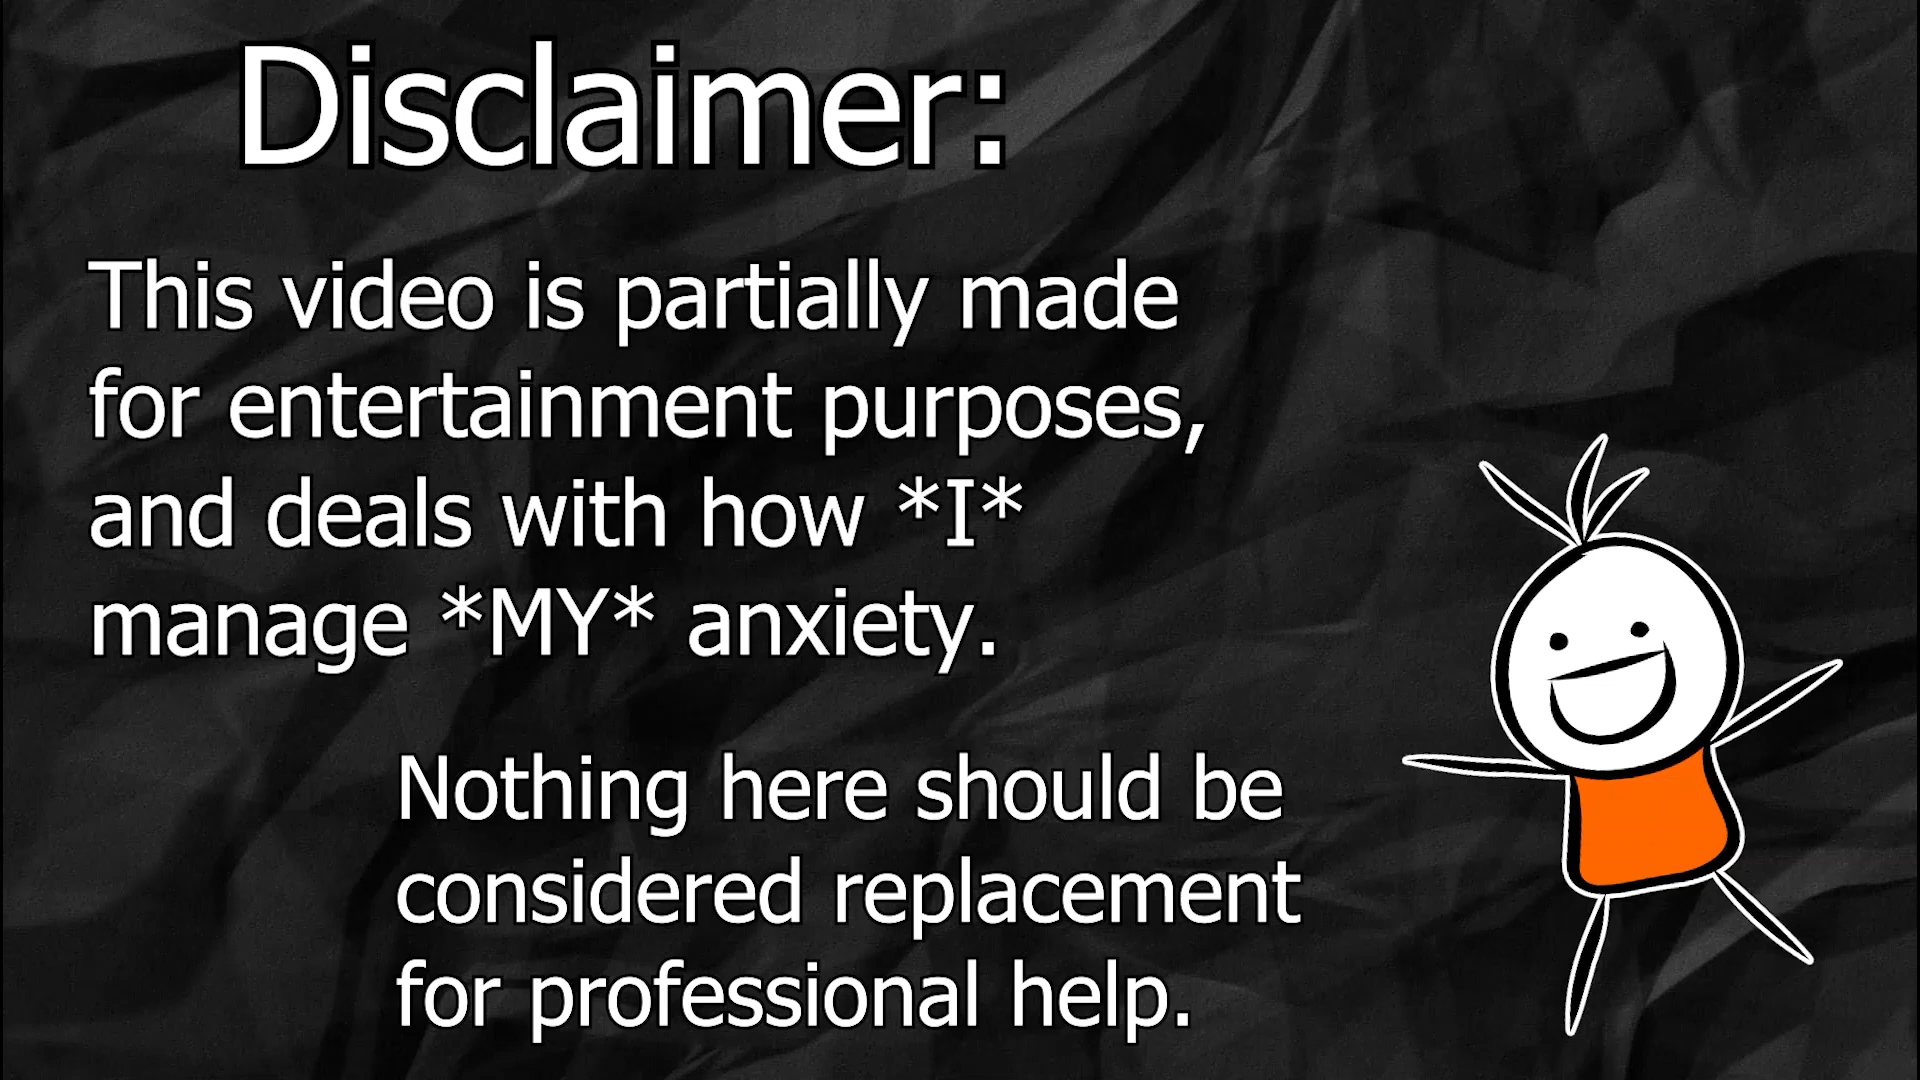 Disclaimer:
This video is partially made
for entertainment purposes,
and deals with how *I*
manage *MY* anxiety.
Nothing here should be
considered replacement
for professional help.